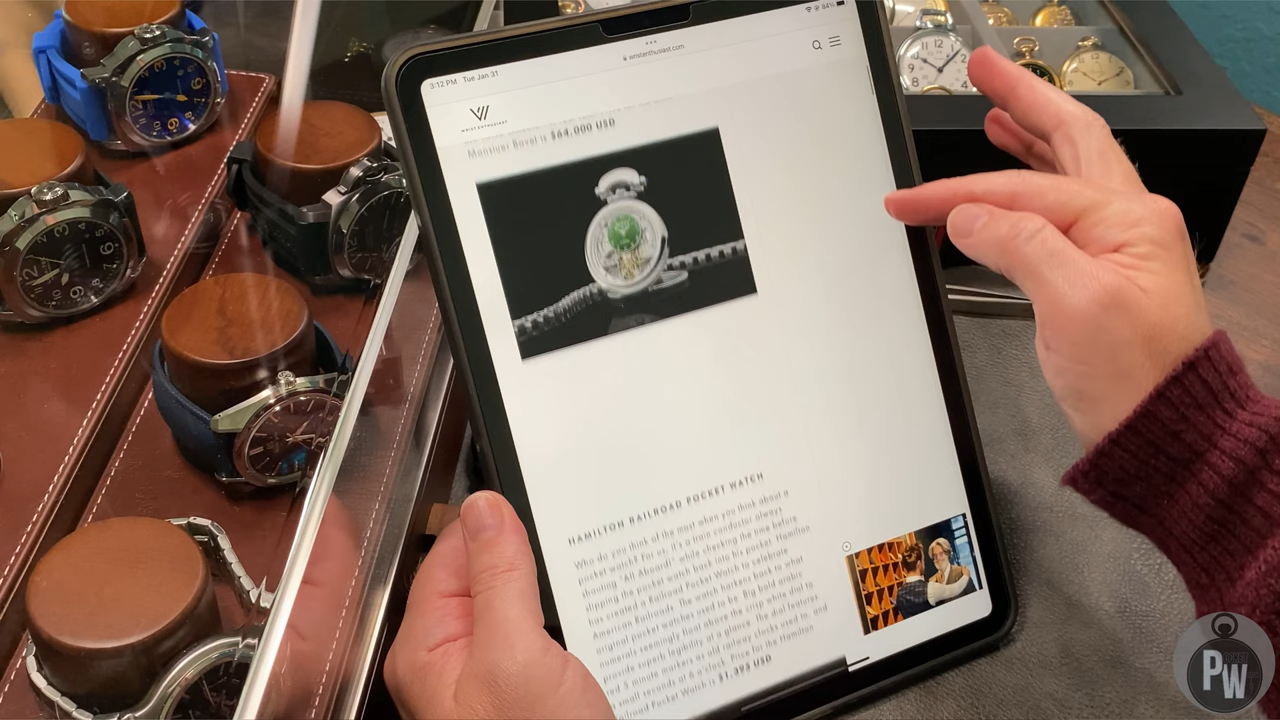 3:12 PM Tue Jan 31
wristenthusiast.com
84%
WRIST ENTHUSIAST
Monsiuer Bovet is $64,000 USD
HAMILTON RAILROAD POCKET WATCH
Who do you think of the most when you think about a
pocket watch? For us, it's a train conductor always
shouting "All Aboard!" while checking the time before
slipping the pocket watch back into his pocket. Hamilton
has created a Railroad Pocket Watch to celebrate
American Railroads. The watch harkens back to what
original pocket watches used to be. Big bold arabic
numerals seemingly float above the crisp white dial to
provide superb legibility at a glance. The dial features
red 5 minute markers as old railway clocks used to, and
small seconds at 6 o'clock. Price for the Hamilton
Railroad Pocket Watch is $1,395 USD
PW